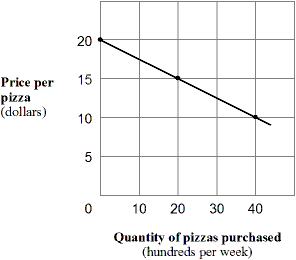 20
15
10
5
Price per
pizza
(dollars)
0 10 20 30 40
Quantity of pizzas purchased
(hundreds per week)